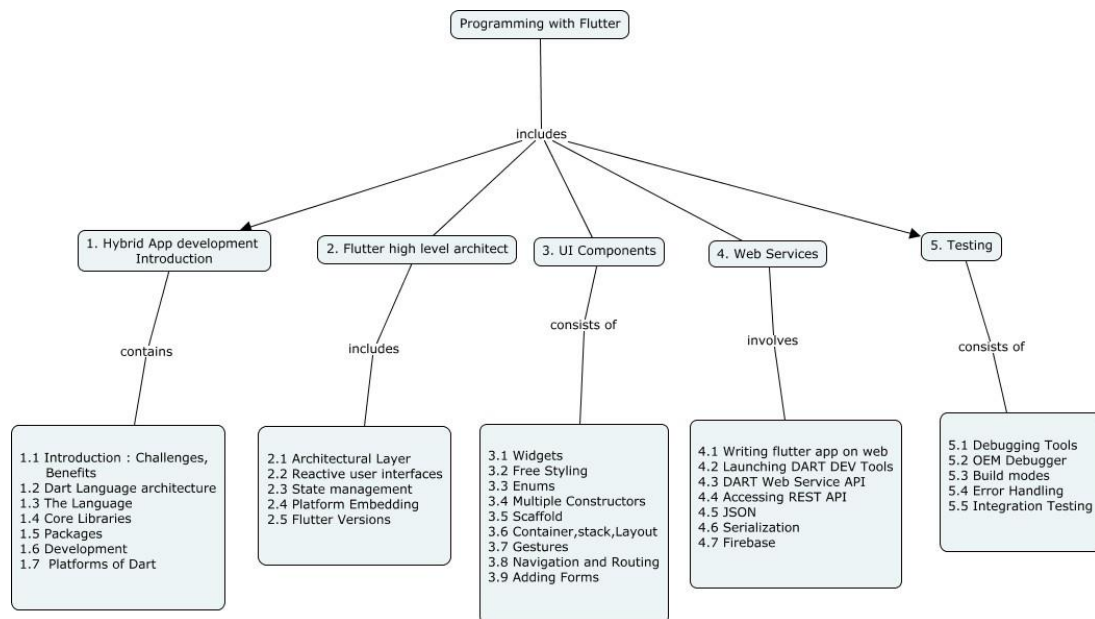 Programming with Flutter
includes
1. Hybrid App development
Introduction
2. Flutter high level architect
3. UI Components
4. Web Services
5. Testing
contains
includes
consists of
involves
consists of
1.1 Introduction : Challenges,
Benefits
1.2 Dart Language architecture
1.3 The Language
1.4 Core Libraries
1.5 Packages
1.6 Development
1.7 Platforms of Dart
2.1 Architectural Layer
2.2 Reactive user interfaces
2.3 State management
2.4 Platform Embedding
2.5 Flutter Versions
3.1 Widgets
3.2 Free Styling
3.3 Enums
3.4 Multiple Constructors
3.5 Scaffold
3.6 Container,stack,Layout
3.7 Gestures
3.8 Navigation and Routing
3.9 Adding Forms
4.1 Writing flutter app on web
4.2 Launching DART DEV Tools
4.3 DART Web Service API
4.4 Accessing REST API
4.5 JSON
4.6 Serialization
4.7 Firebase
5.1 Debugging Tools
5.2 OEM Debugger
5.3 Build modes
5.4 Error Handling
5.5 Integration Testing